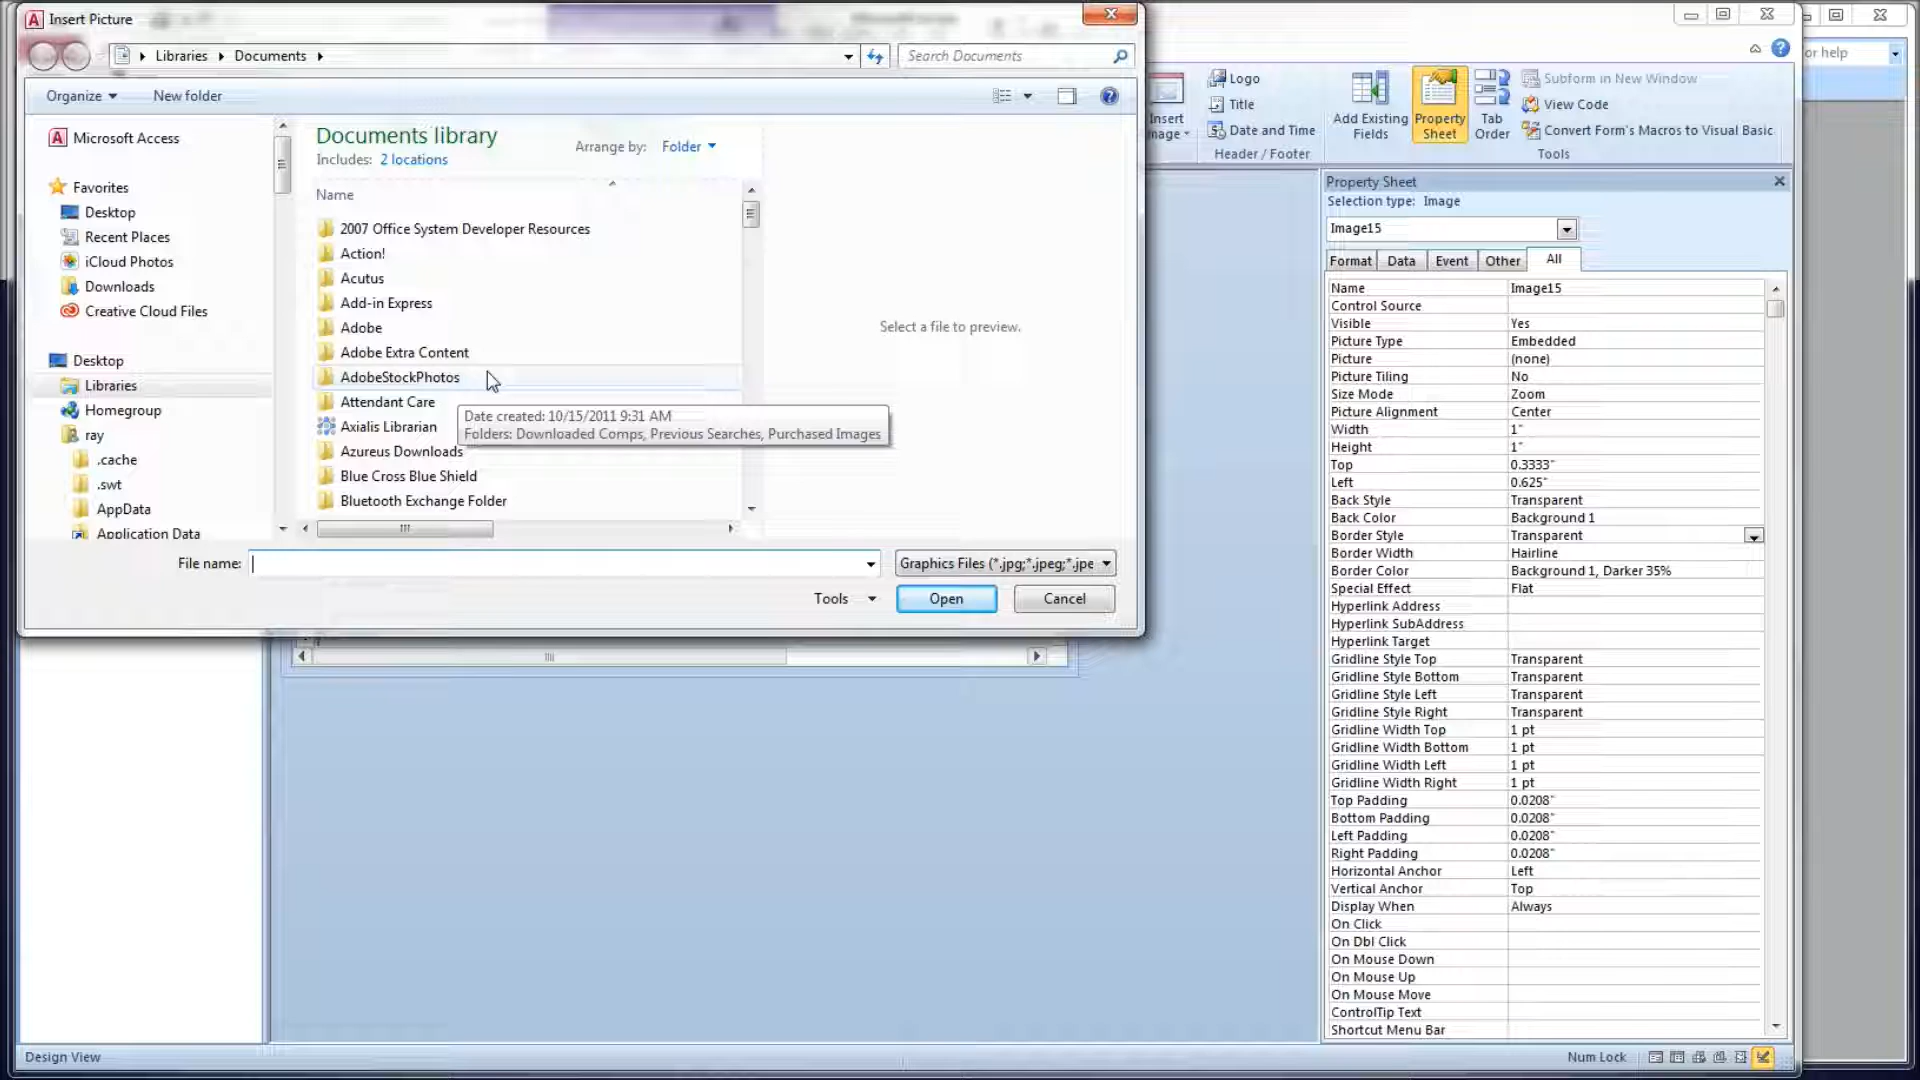 Insert Picture
Libraries
Documents
Search Documents
Organize
New folder
Microsoft Access
Favorites
Desktop
Recent Places
iCloud Photos
Downloads
Creative Cloud Files
Desktop
Libraries
Homegroup
ray
.cache
.swt
AppData
Application Data
Documents library
Includes: 2 locations
Arrange by: Folder
Name
2007 Office System Developer Resources
Action!
Acutus
Add-in Express
Adobe
Adobe Extra Content
AdobeStockPhotos
Attendant Care
Axialis Librarian
Azureus Downloads
Blue Cross Blue Shield
Bluetooth Exchange Folder
Date created: 10/15/2011 9:31 AM
Folders: Downloaded Comps, Previous Searches, Purchased Images
Select a file to preview.
File name:
Graphics Files (*.jpg;*.jpeg;*.jpe
Tools
Open
Cancel
or help
Insert
Image
Logo
Title
Date and Time
Header / Footer
Add Existing
Fields
Property
Sheet
Tab
Order
Subform in New Window
View Code
Convert Form's Macros to Visual Basic
Tools
Property Sheet
Selection type: Image
Image15
Format
Data
Event
Other
All
Name Image15
Control Source
Visible Yes
Picture Type Embedded
Picture (none)
Picture Tiling No
Size Mode Zoom
Picture Alignment Center
Width 1"
Height 1"
Top 0.3333"
Left 0.625"
Back Style Transparent
Back Color Background 1
Border Style Transparent
Border Width Hairline
Border Color Background 1, Darker 35%
Special Effect Flat
Hyperlink Address
Hyperlink SubAddress
Hyperlink Target
Gridline Style Top Transparent
Gridline Style Bottom Transparent
Gridline Style Left Transparent
Gridline Style Right Transparent
Gridline Width Top 1 pt
Gridline Width Bottom 1 pt
Gridline Width Left 1 pt
Gridline Width Right 1 pt
Top Padding 0.0208"
Bottom Padding 0.0208"
Left Padding 0.0208"
Right Padding 0.0208"
Horizontal Anchor Left
Vertical Anchor Top
Display When Always
On Click
On Dbl Click
On Mouse Down
On Mouse Up
On Mouse Move
ControlTip Text
Shortcut Menu Bar
Design View
Num Lock